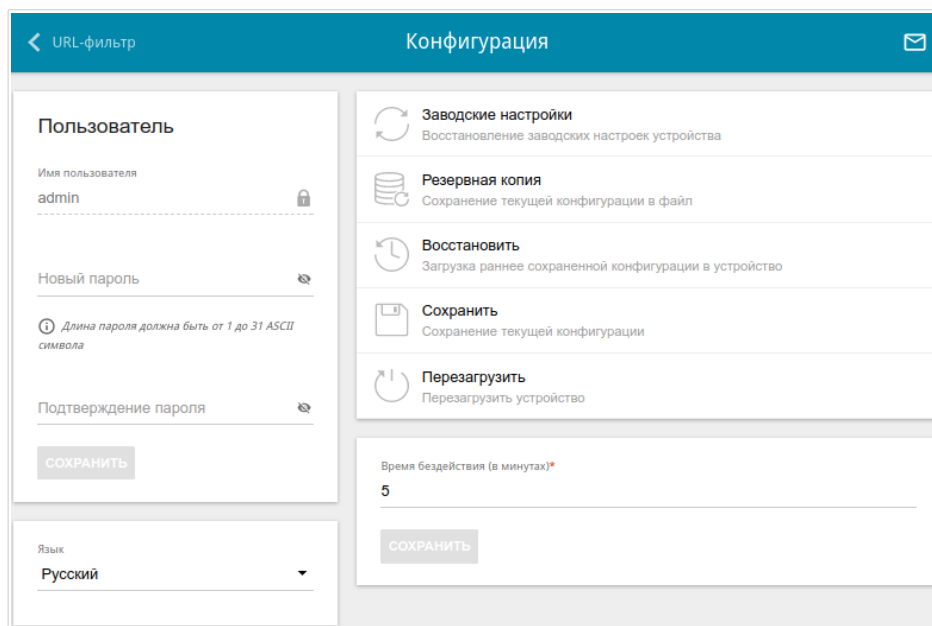 URL-фильтр
Конфигурация
Пользователь
Имя пользователя
admin
Новый пароль
Длина пароля должна быть от 1 до 31 ASCII
символа
Подтверждение пароля
СОХРАНИТЬ
Язык
Русский
Заводские настройки
Восстановление заводских настроек устройства
Резервная копия
Сохранение текущей конфигурации в файл
Восстановить
Загрузка раннее сохраненной конфигурации в устройство
Сохранить
Сохранение текущей конфигурации
Перезагрузить
Перезагрузить устройство
Время бездействия (в минутах)*
5
СОХРАНИТЬ